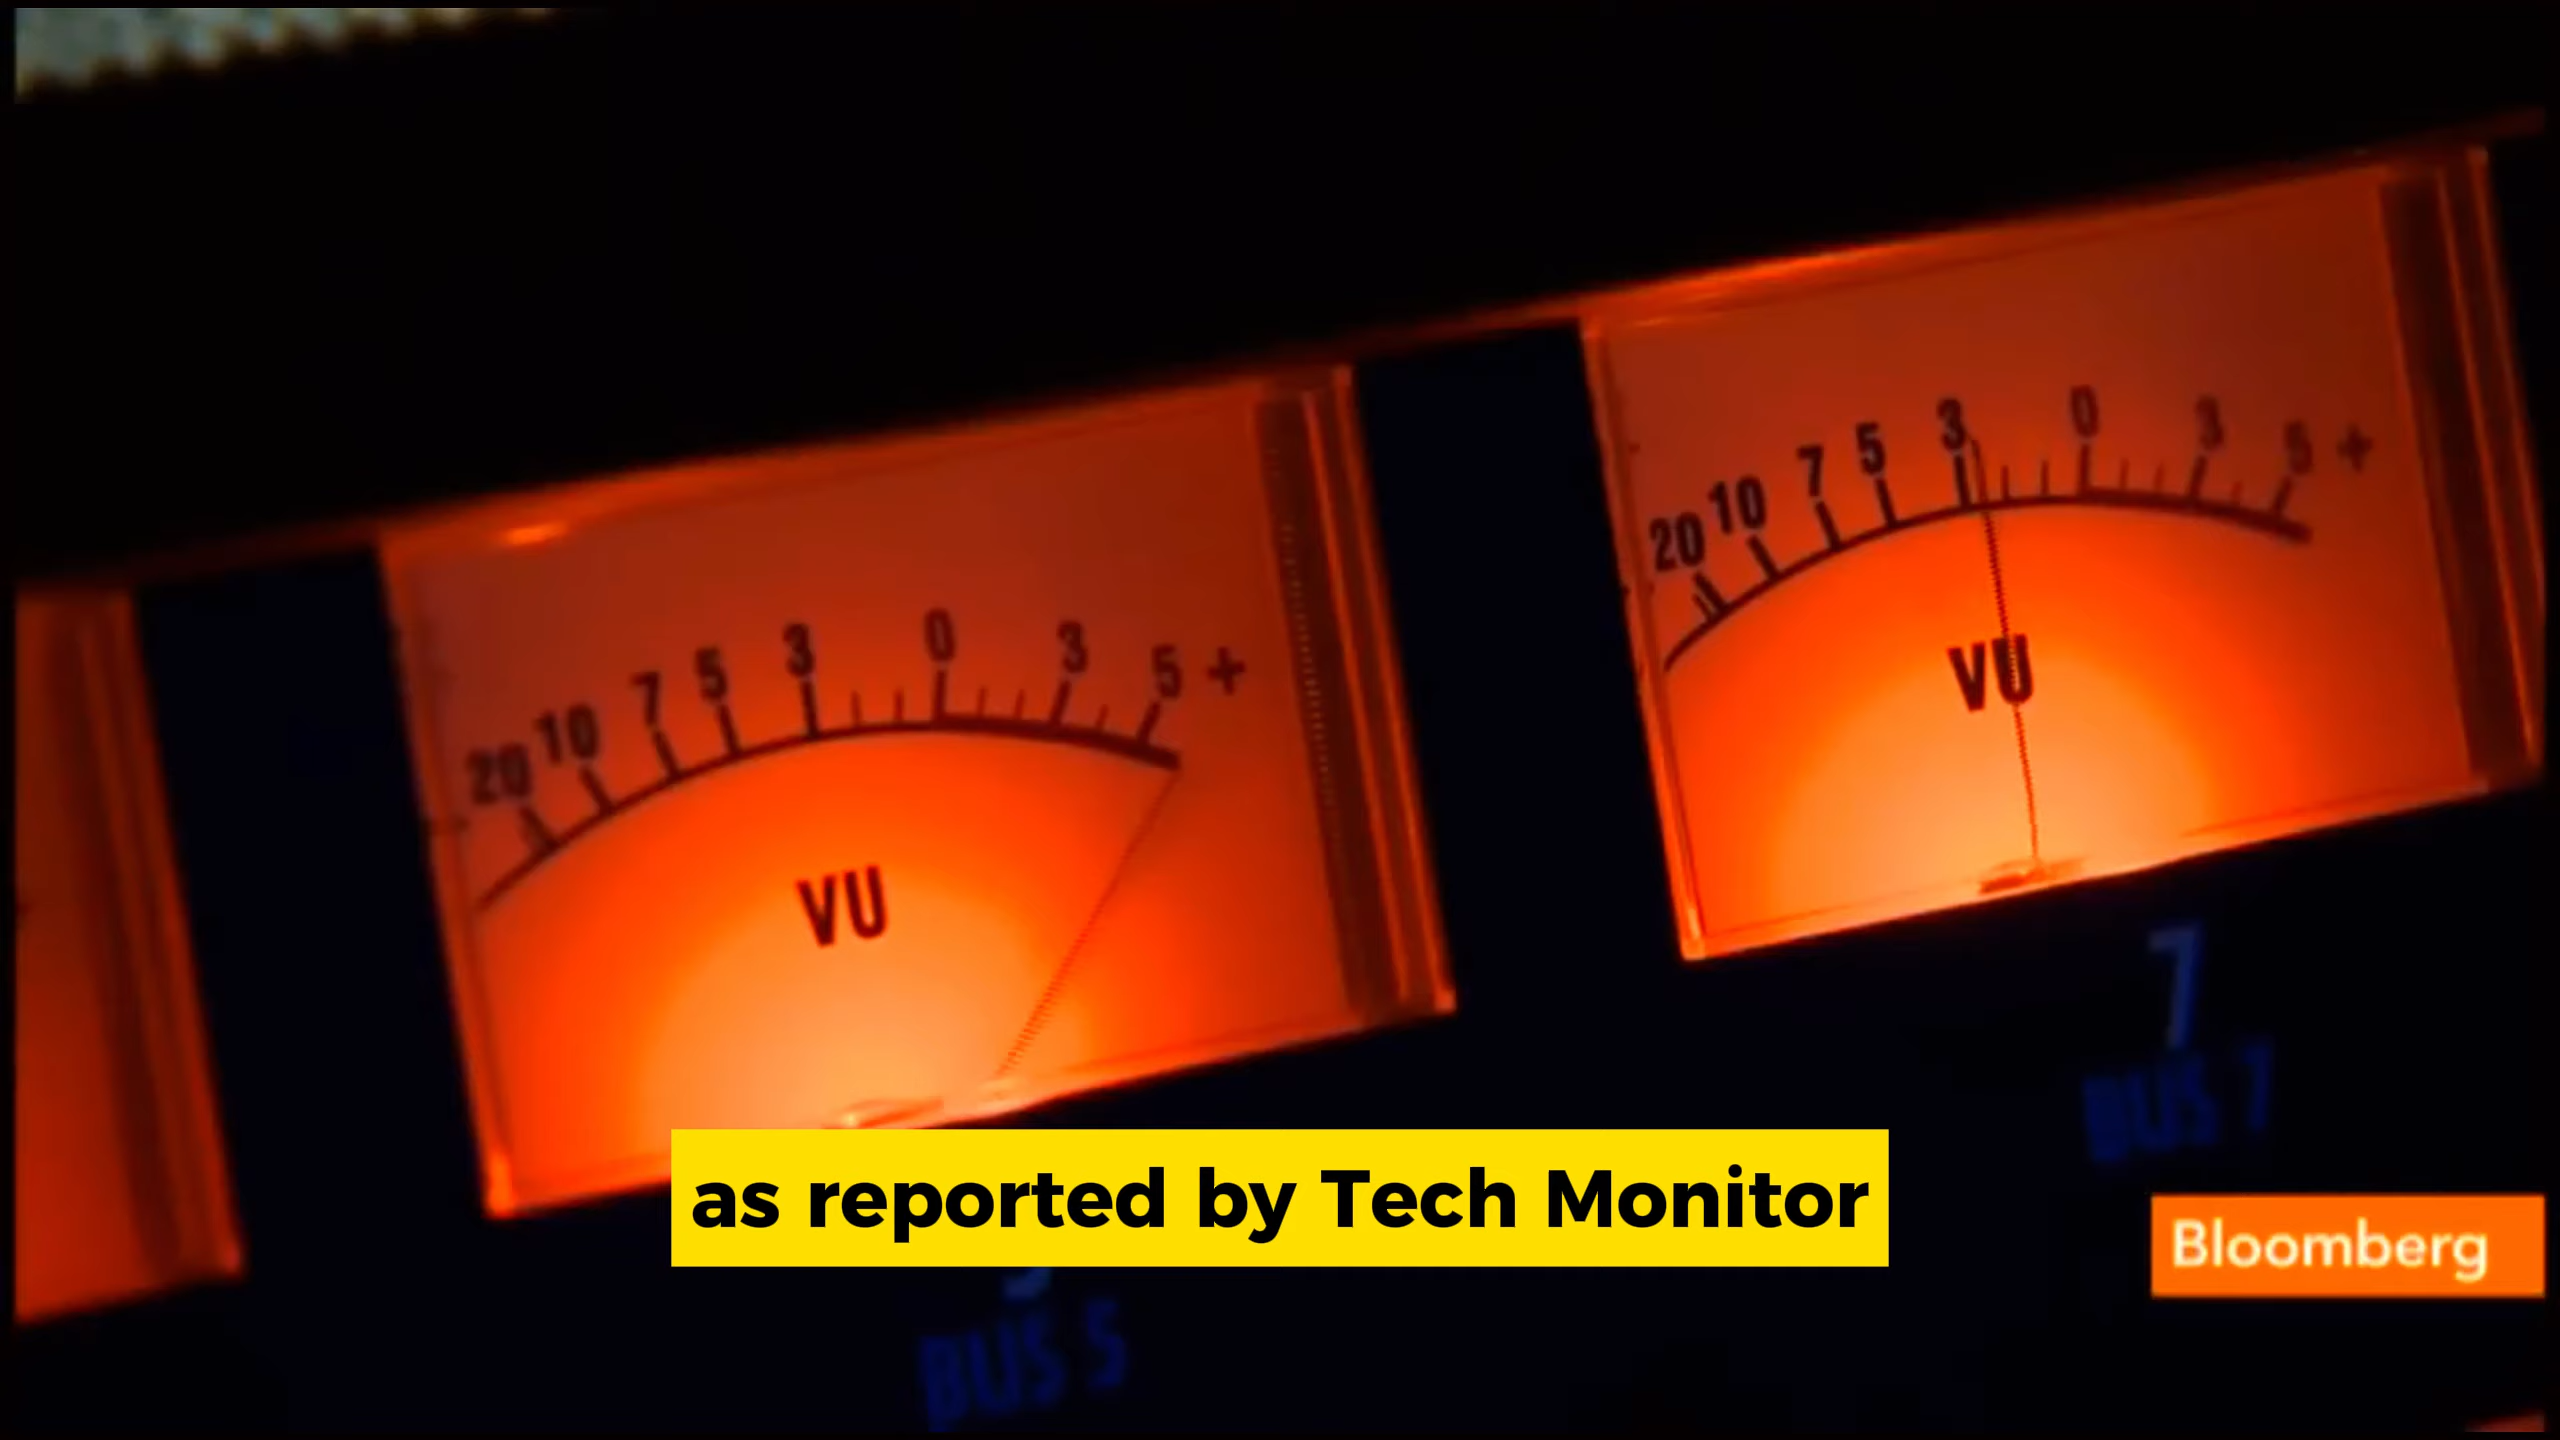 20 10 7 5 3 0 3 5 +
VU
20 10 7 5 3 0 3 5 +
VU
7
BUS 7
as reported by Tech Monitor
Bloomberg
BUS 5